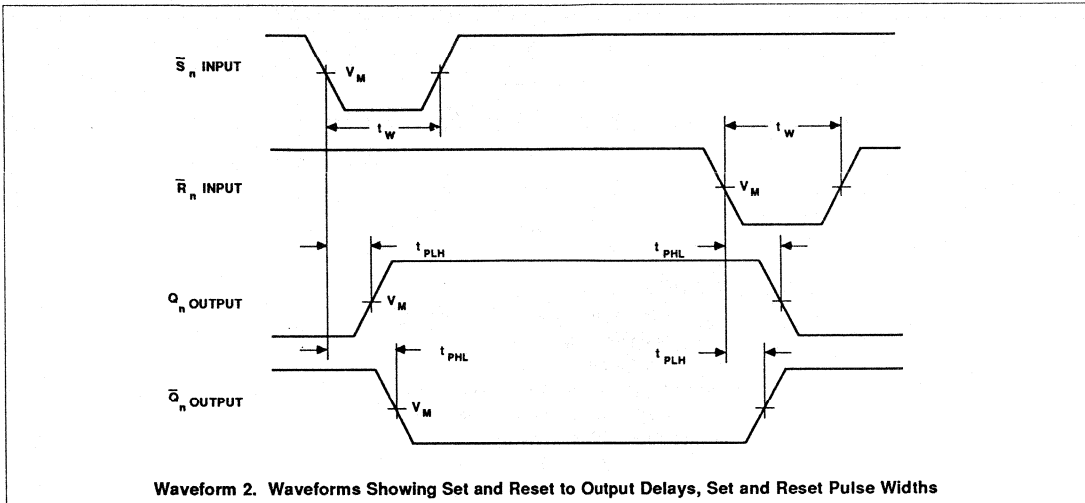 S̅n INPUT
VM
tW
tW
R̅n INPUT
VM
tPLH
tPHL
Qn OUTPUT
VM
tPHL
tPLH
Q̅n OUTPUT
VM
Waveform 2. Waveforms Showing Set and Reset to Output Delays, Set and Reset Pulse Widths